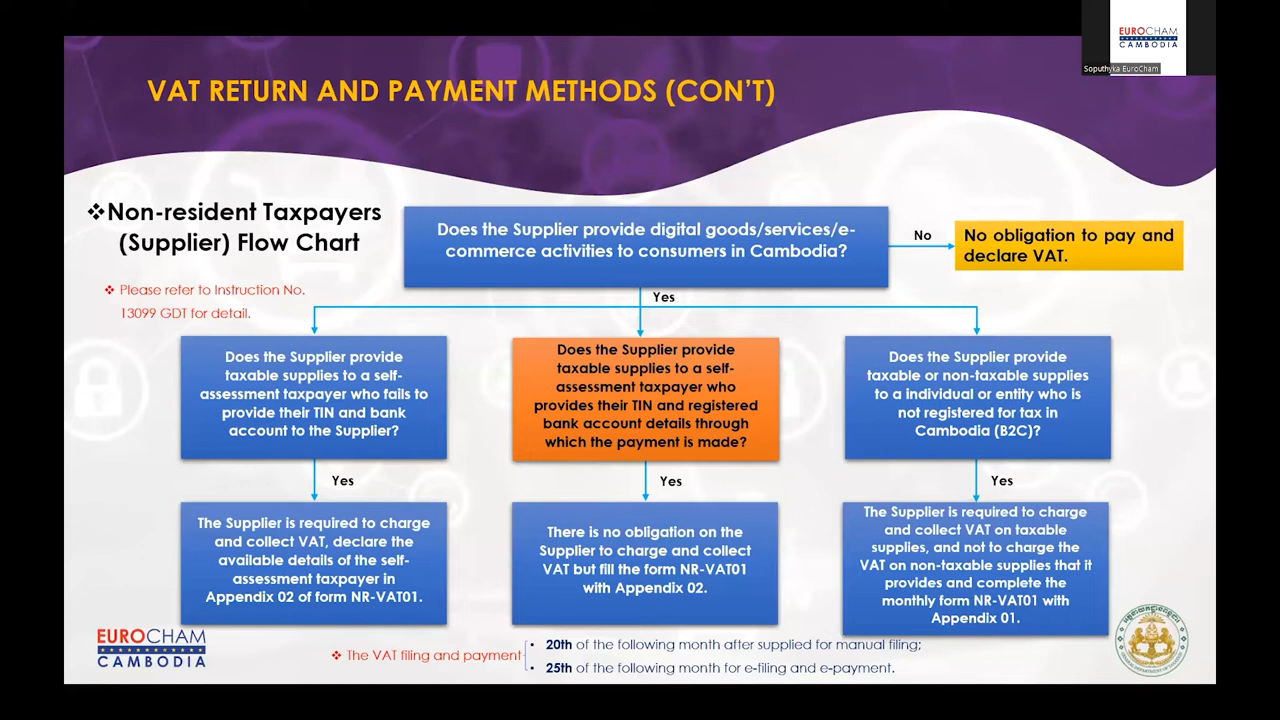 EUROCHAM
CAMBODIA
Soputhyka EuroCham
VAT RETURN AND PAYMENT METHODS (CON'T)
❖Non-resident Taxpayers
(Supplier) Flow Chart
❖ Please refer to Instruction No.
13099 GDT for detail.
Does the Supplier provide digital goods/services/e-
commerce activities to consumers in Cambodia?
No
No obligation to pay and
declare VAT.
Yes
Does the Supplier provide
taxable supplies to a self-
assessment taxpayer who fails to
provide their TIN and bank
account to the Supplier?
Does the Supplier provide
taxable supplies to a self-
assessment taxpayer who
provides their TIN and registered
bank account details through
which the payment is made?
Does the Supplier provide
taxable or non-taxable supplies
to a individual or entity who is
not registered for tax in
Cambodia (B2C)?
Yes
Yes
Yes
The Supplier is required to charge
and collect VAT, declare the
available details of the self-
assessment taxpayer in
Appendix 02 of form NR-VAT01.
There is no obligation on the
Supplier to charge and collect
VAT but fill the form NR-VAT01
with Appendix 02.
The Supplier is required to charge
and collect VAT on taxable
supplies, and not to charge the
VAT on non-taxable supplies that it
provides and complete the
monthly form NR-VAT01 with
Appendix 01.
EUROCHAM
CAMBODIA
❖ The VAT filing and payment
• 20th of the following month after supplied for manual filing;
• 25th of the following month for e-filing and e-payment.